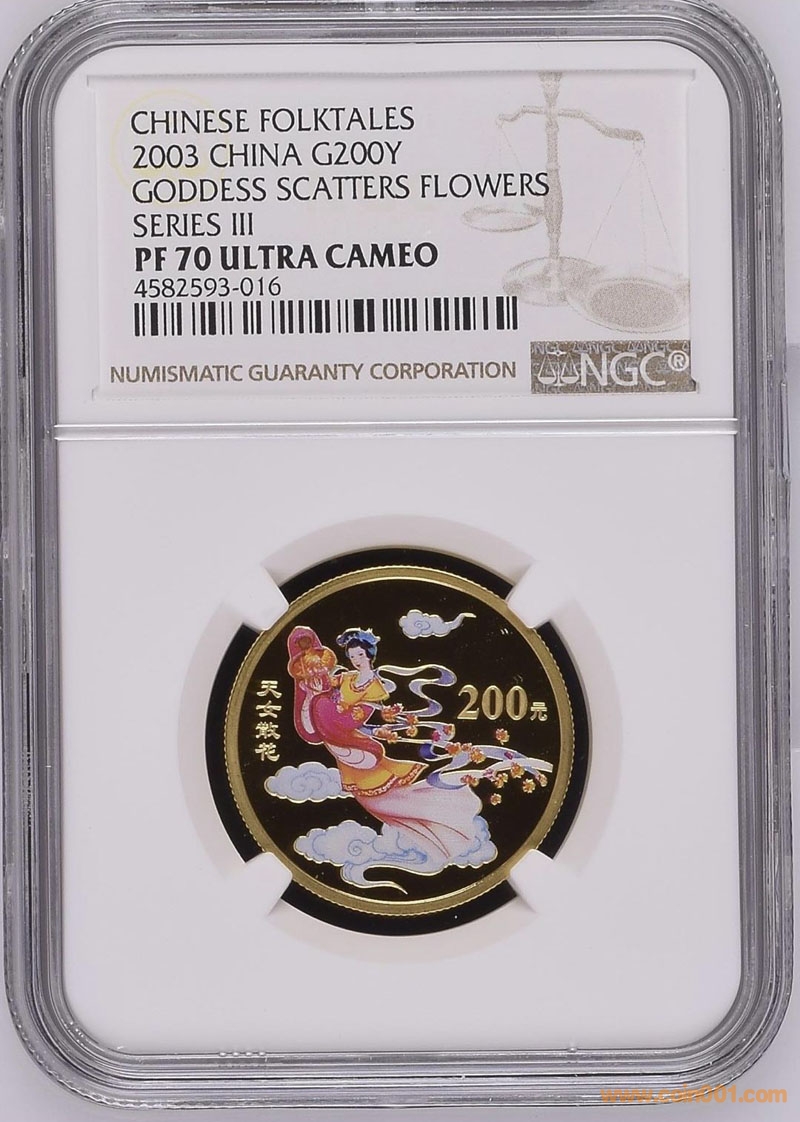 CHINESE FOLKTALES
2003 CHINA G200Y
GODDESS SCATTERS FLOWERS
SERIES III
PF 70 ULTRA CAMEO
4582593-016
NUMISMATIC GUARANTY CORPORATION
NGC®
天女散花
200元
www.coin001.com